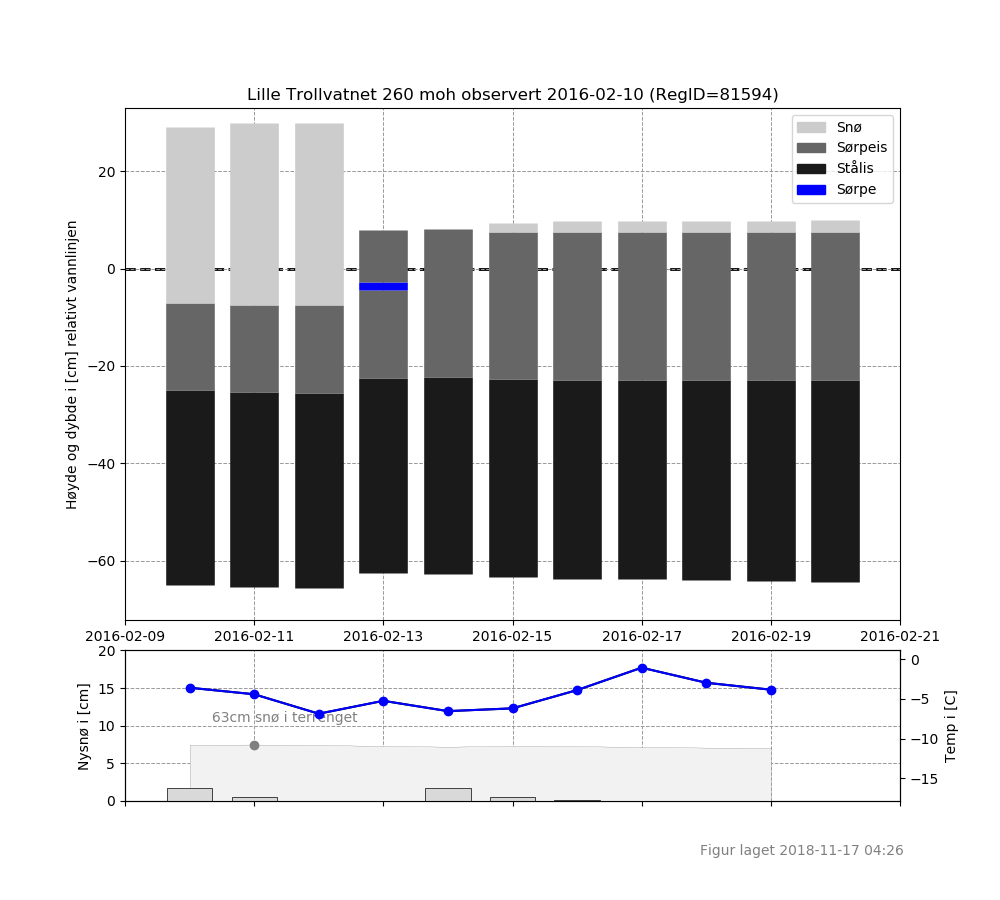 Lille Trollvatnet 260 moh observert 2016-02-10 (RegID=81594)
Snø
Sørpeis
Stålis
Sørpe
Høyde og dybde i [cm] relativt vannlinjen
20
0
−20
−40
−60
2016-02-09 2016-02-11 2016-02-13 2016-02-15 2016-02-17 2016-02-19 2016-02-21
Nysnø i [cm]
20
15
10
5
0
63cm snø i terrenget
0
−5
−10
−15
Temp i [C]
Figur laget 2018-11-17 04:26